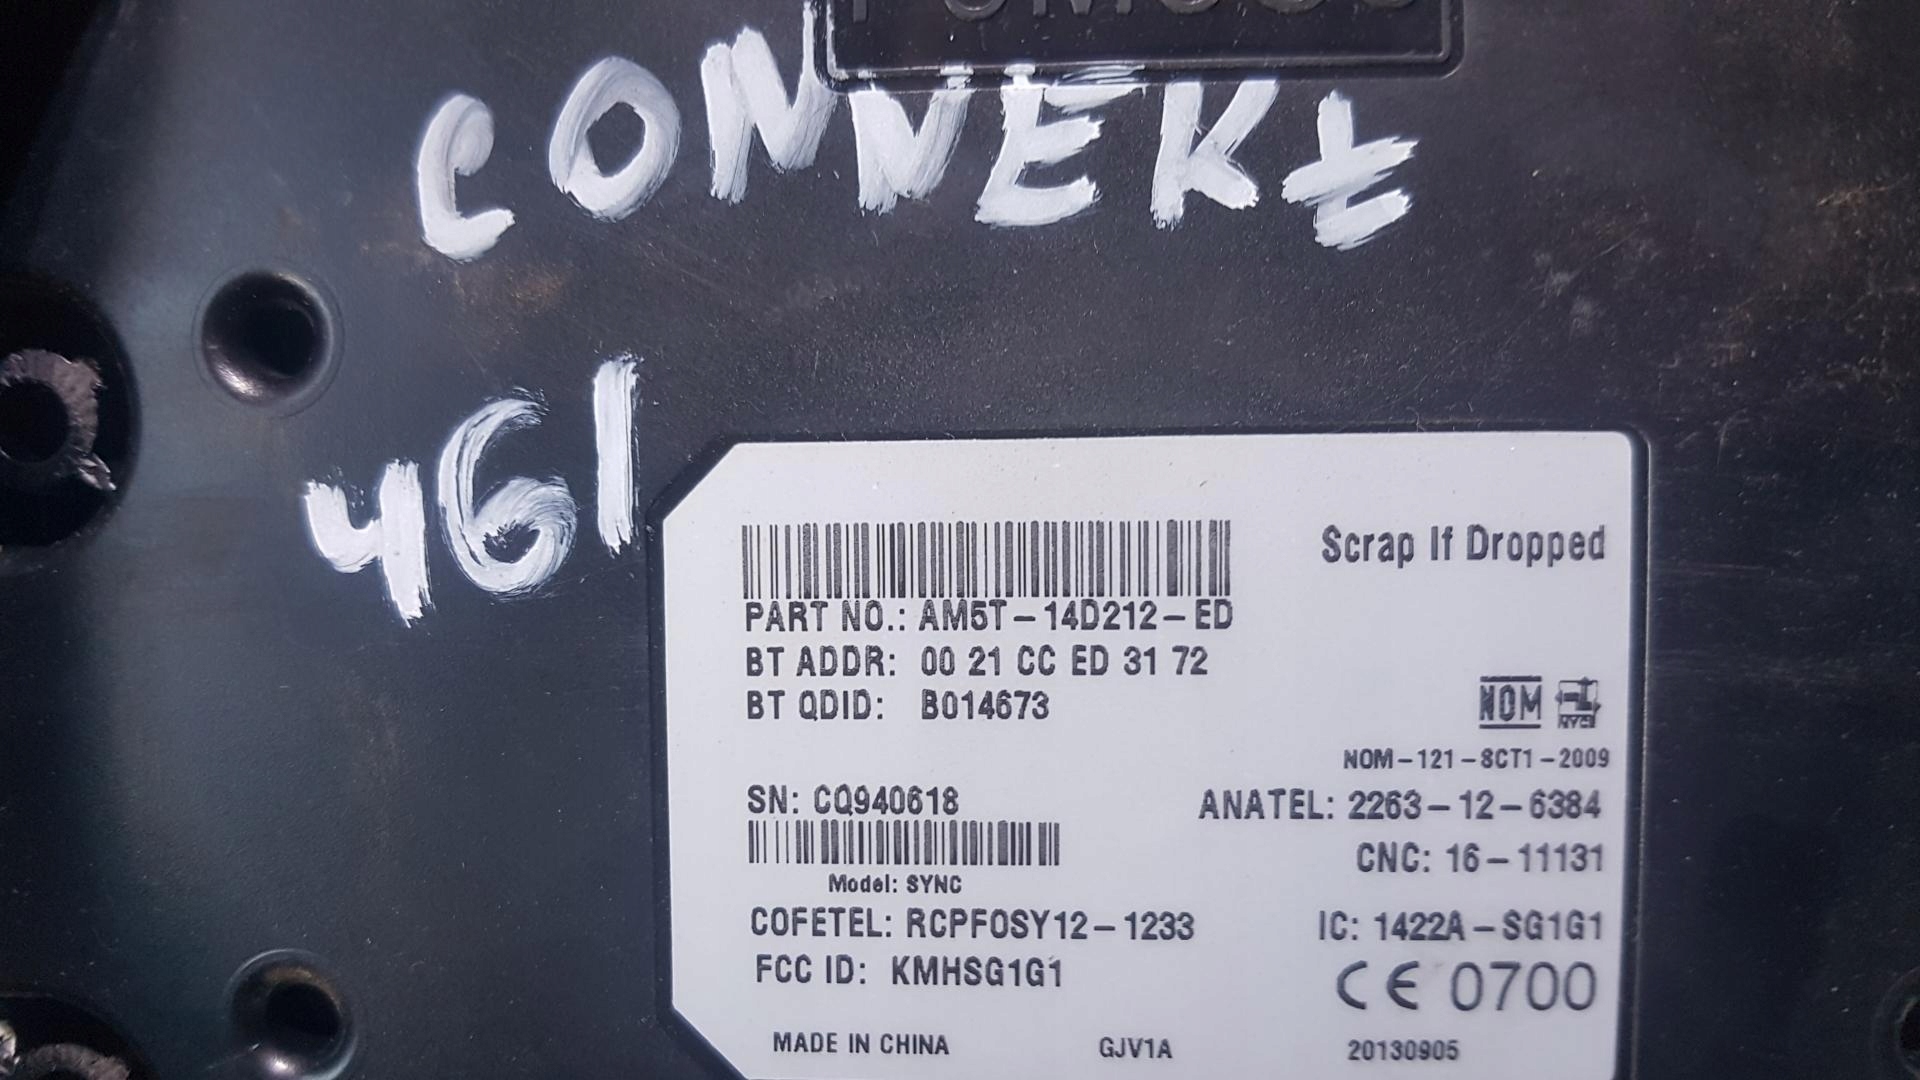 CONVERt
461
Scrap If Dropped
PART NO.: AM5T-14D212-ED
BT ADDR: 00 21 CC ED 31 72
BT QDID: B014673
NOM NYCE
NOM-121-SCT1-2009
SN: CQ940618
ANATEL: 2263-12-6384
CNC: 16-11131
Model: SYNC
COFETEL: RCPFOSY12-1233
IC: 1422A-SG1G1
FCC ID: KMHSG1G1
CE 0700
MADE IN CHINA
GJV1A
20130905